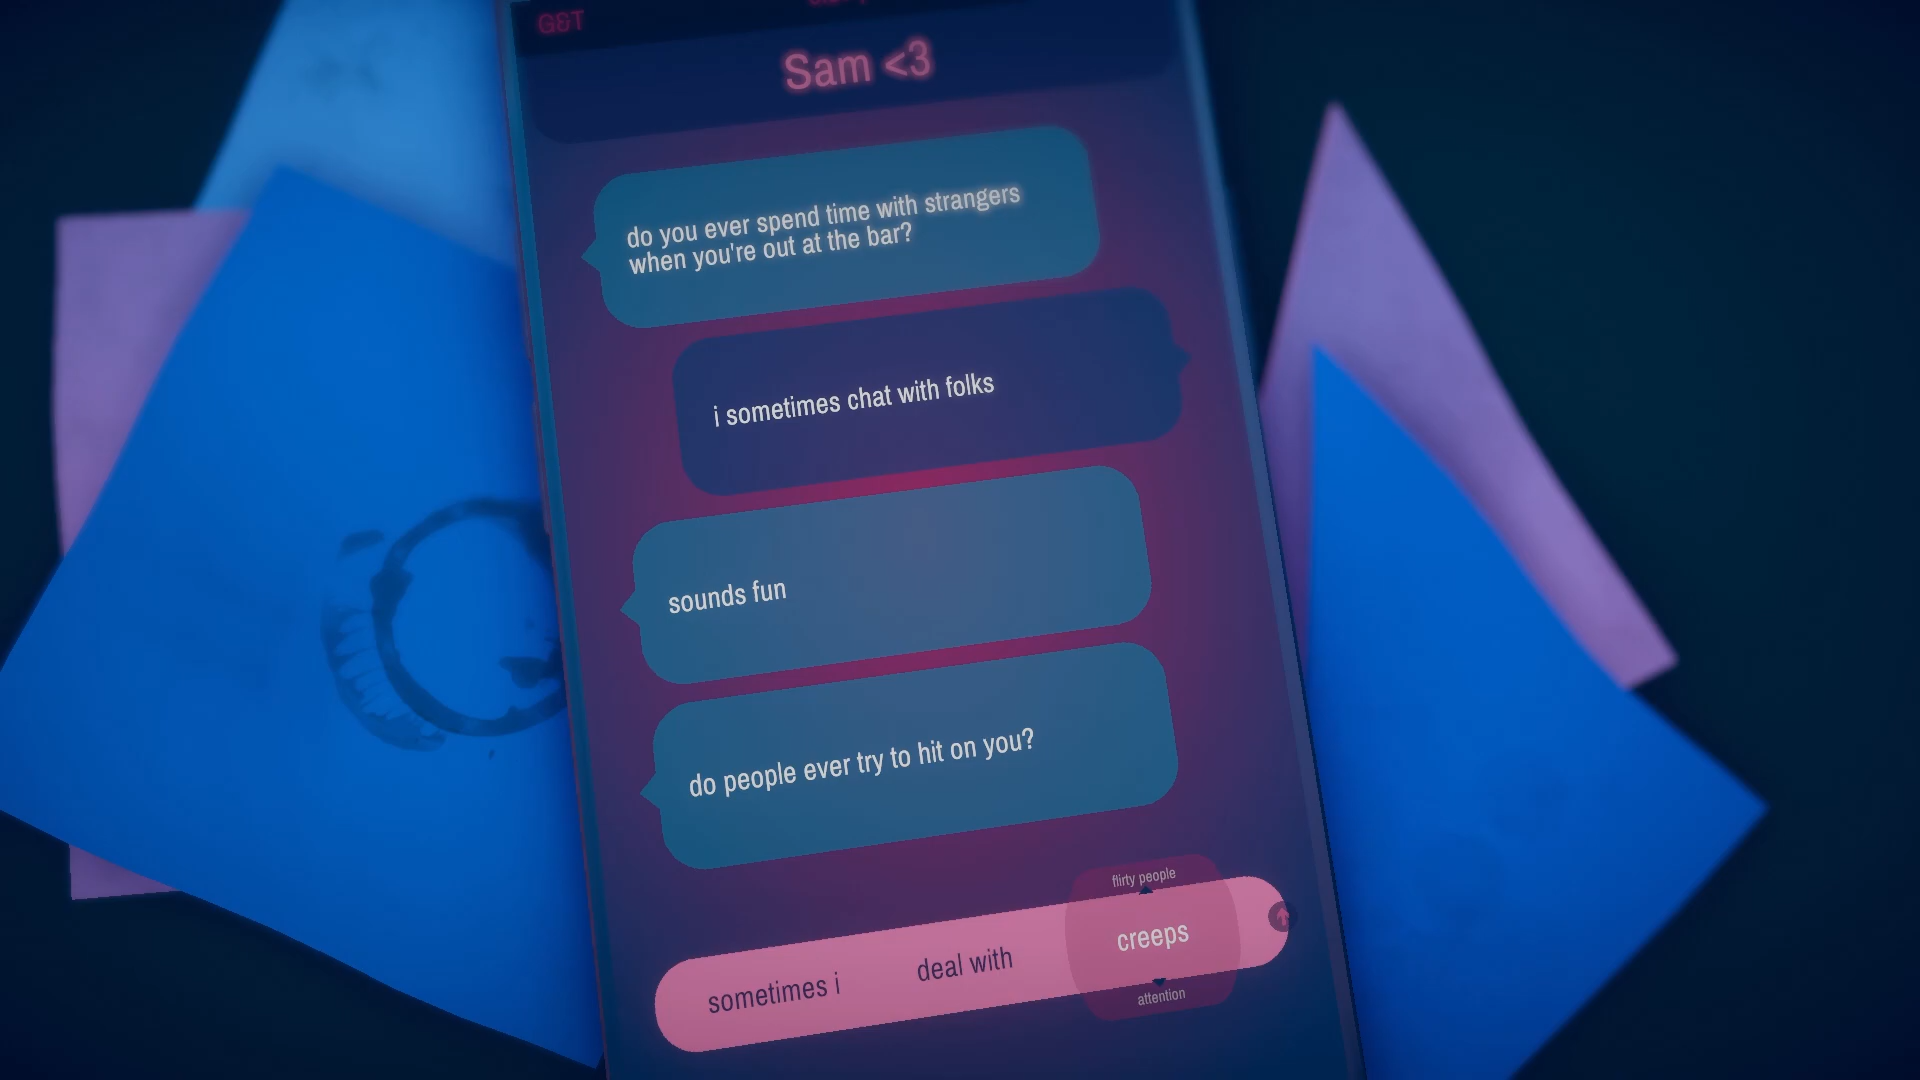 G&T
Sam <3
do you ever spend time with strangers
when you're out at the bar?
i sometimes chat with folks
sounds fun
do people ever try to hit on you?
flirty people
sometimes i deal with creeps
attention